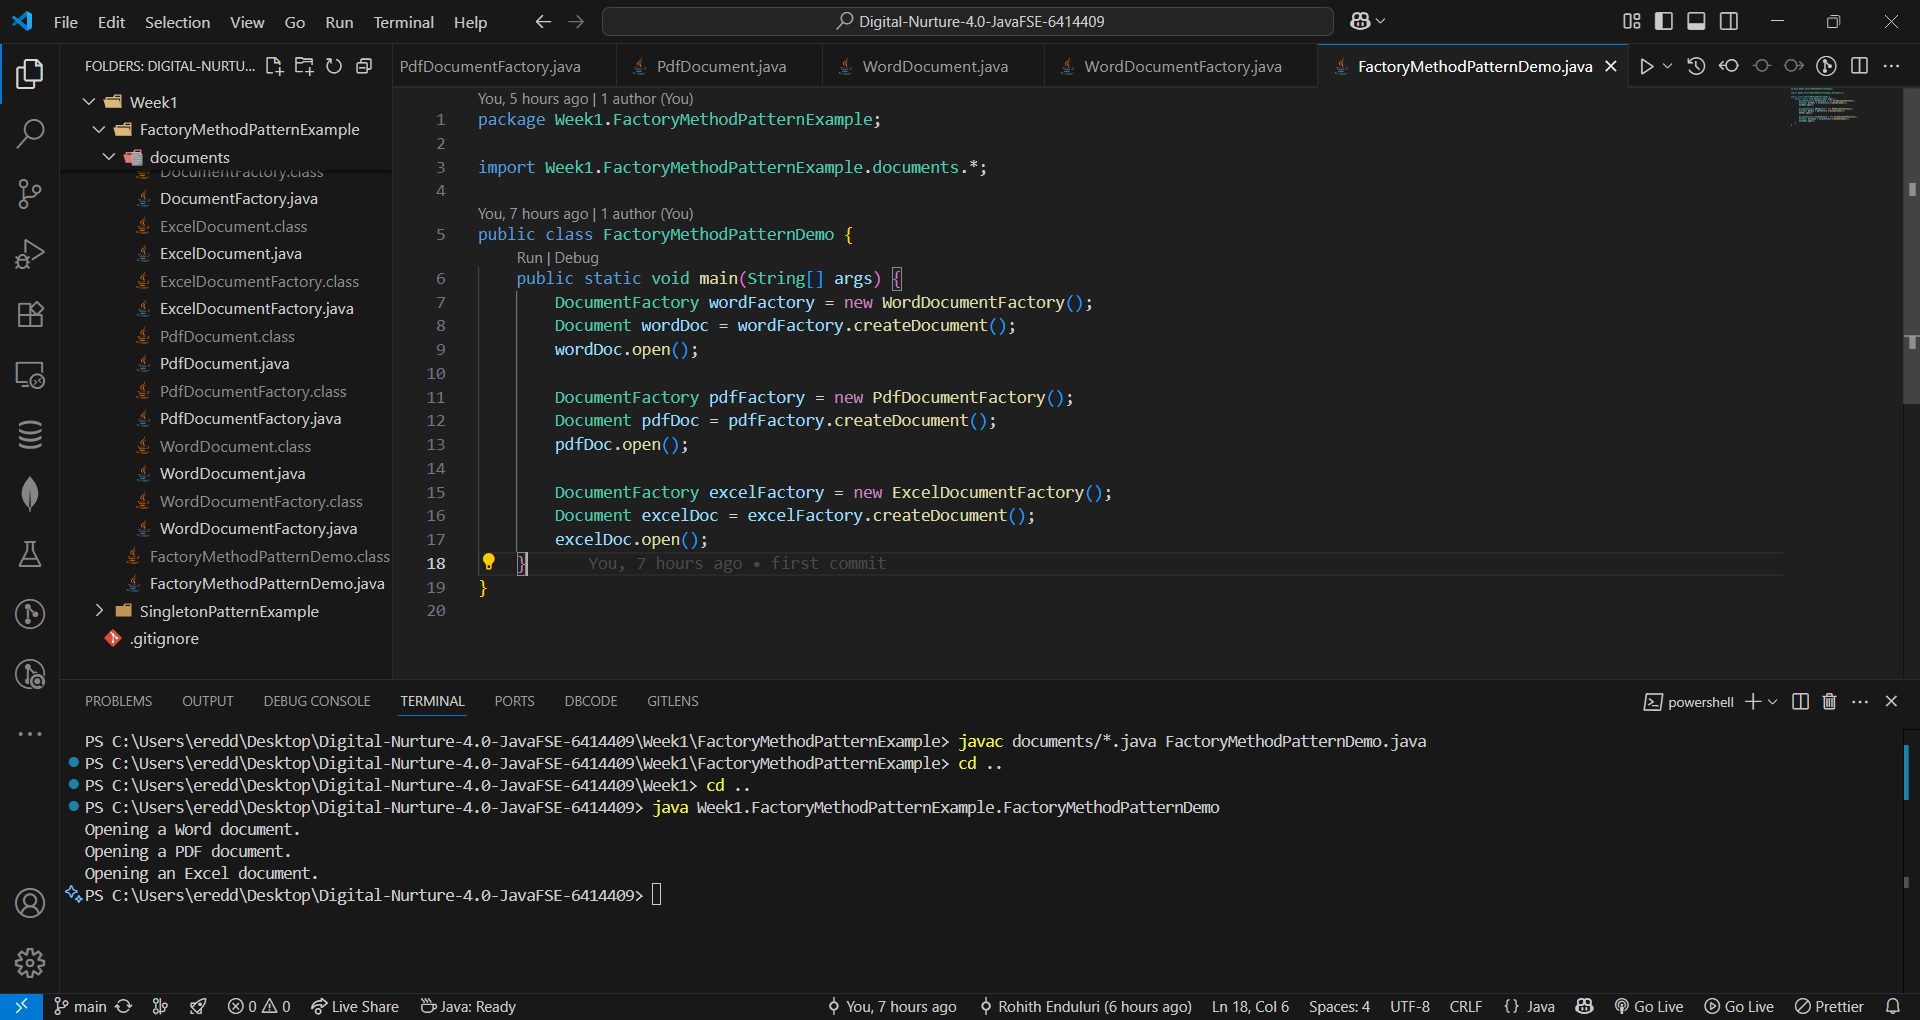 File Edit Selection View Go Run Terminal Help
Digital-Nurture-4.0-JavaFSE-6414409
FOLDERS: DIGITAL-NURTU...
Week1
FactoryMethodPatternExample
documents
DocumentFactory.class
DocumentFactory.java
ExcelDocument.class
ExcelDocument.java
ExcelDocumentFactory.class
ExcelDocumentFactory.java
PdfDocument.class
PdfDocument.java
PdfDocumentFactory.class
PdfDocumentFactory.java
WordDocument.class
WordDocument.java
WordDocumentFactory.class
WordDocumentFactory.java
FactoryMethodPatternDemo.class
FactoryMethodPatternDemo.java
SingletonPatternExample
.gitignore
PdfDocumentFactory.java PdfDocument.java WordDocument.java WordDocumentFactory.java FactoryMethodPatternDemo.java
You, 5 hours ago | 1 author (You)
1 package Week1.FactoryMethodPatternExample;
2
3 import Week1.FactoryMethodPatternExample.documents.*;
4
You, 7 hours ago | 1 author (You)
5 public class FactoryMethodPatternDemo {
Run | Debug
6 public static void main(String[] args) {
7 DocumentFactory wordFactory = new WordDocumentFactory();
8 Document wordDoc = wordFactory.createDocument();
9 wordDoc.open();
10
11 DocumentFactory pdfFactory = new PdfDocumentFactory();
12 Document pdfDoc = pdfFactory.createDocument();
13 pdfDoc.open();
14
15 DocumentFactory excelFactory = new ExcelDocumentFactory();
16 Document excelDoc = excelFactory.createDocument();
17 excelDoc.open();
18 } You, 7 hours ago • first commit
19 }
20
PROBLEMS OUTPUT DEBUG CONSOLE TERMINAL PORTS DBCODE GITLENS
powershell
PS C:\Users\eredd\Desktop\Digital-Nurture-4.0-JavaFSE-6414409\Week1\FactoryMethodPatternExample> javac documents/*.java FactoryMethodPatternDemo.java
PS C:\Users\eredd\Desktop\Digital-Nurture-4.0-JavaFSE-6414409\Week1\FactoryMethodPatternExample> cd ..
PS C:\Users\eredd\Desktop\Digital-Nurture-4.0-JavaFSE-6414409\Week1> cd ..
PS C:\Users\eredd\Desktop\Digital-Nurture-4.0-JavaFSE-6414409> java Week1.FactoryMethodPatternExample.FactoryMethodPatternDemo
Opening a Word document.
Opening a PDF document.
Opening an Excel document.
PS C:\Users\eredd\Desktop\Digital-Nurture-4.0-JavaFSE-6414409>
main 0 0 Live Share Java: Ready You, 7 hours ago Rohith Enduluri (6 hours ago) Ln 18, Col 6 Spaces: 4 UTF-8 CRLF {} Java Go Live Go Live Prettier